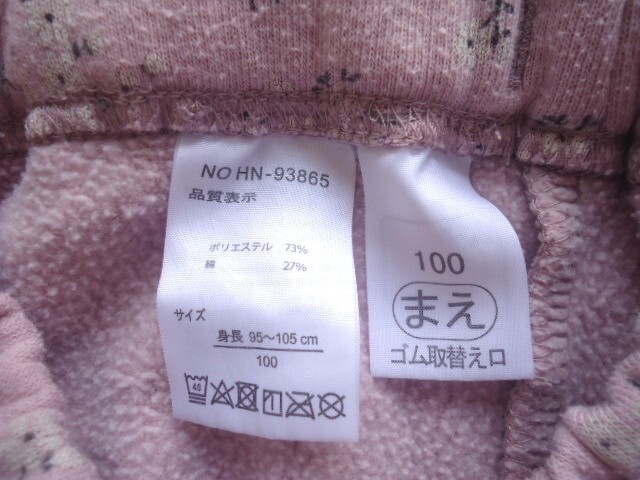 NO HN-93865
品質表示
ポリエステル 73%
綿 27%
サイズ
身長 95～105 cm
100
40
100
まえ
ゴム取替え口